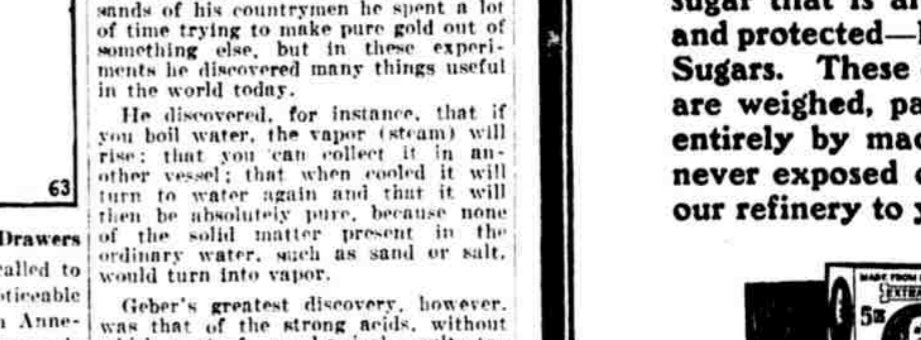 63
Drawers
called to
noticeable
n Anne-
sands of his countrymen he spent a lot
of time trying to make pure gold out of
something else, but in these experi-
ments he discovered many things useful
in the world today.
He discovered, for instance, that if
you boil water, the vapor (steam) will
rise; that you can collect it in an-
other vessel; that when cooled it will
turn to water again and that it will
then be absolutely pure, because none
of the solid matter present in the
ordinary water, such as sand or salt,
would turn into vapor.
Geber's greatest discovery, however,
was that of the strong acids, without
sugar that is
and protected—
Sugars. These
are weighed, pa
entirely by mac
never exposed
our refinery to
MADE FROM
EXTRA
5